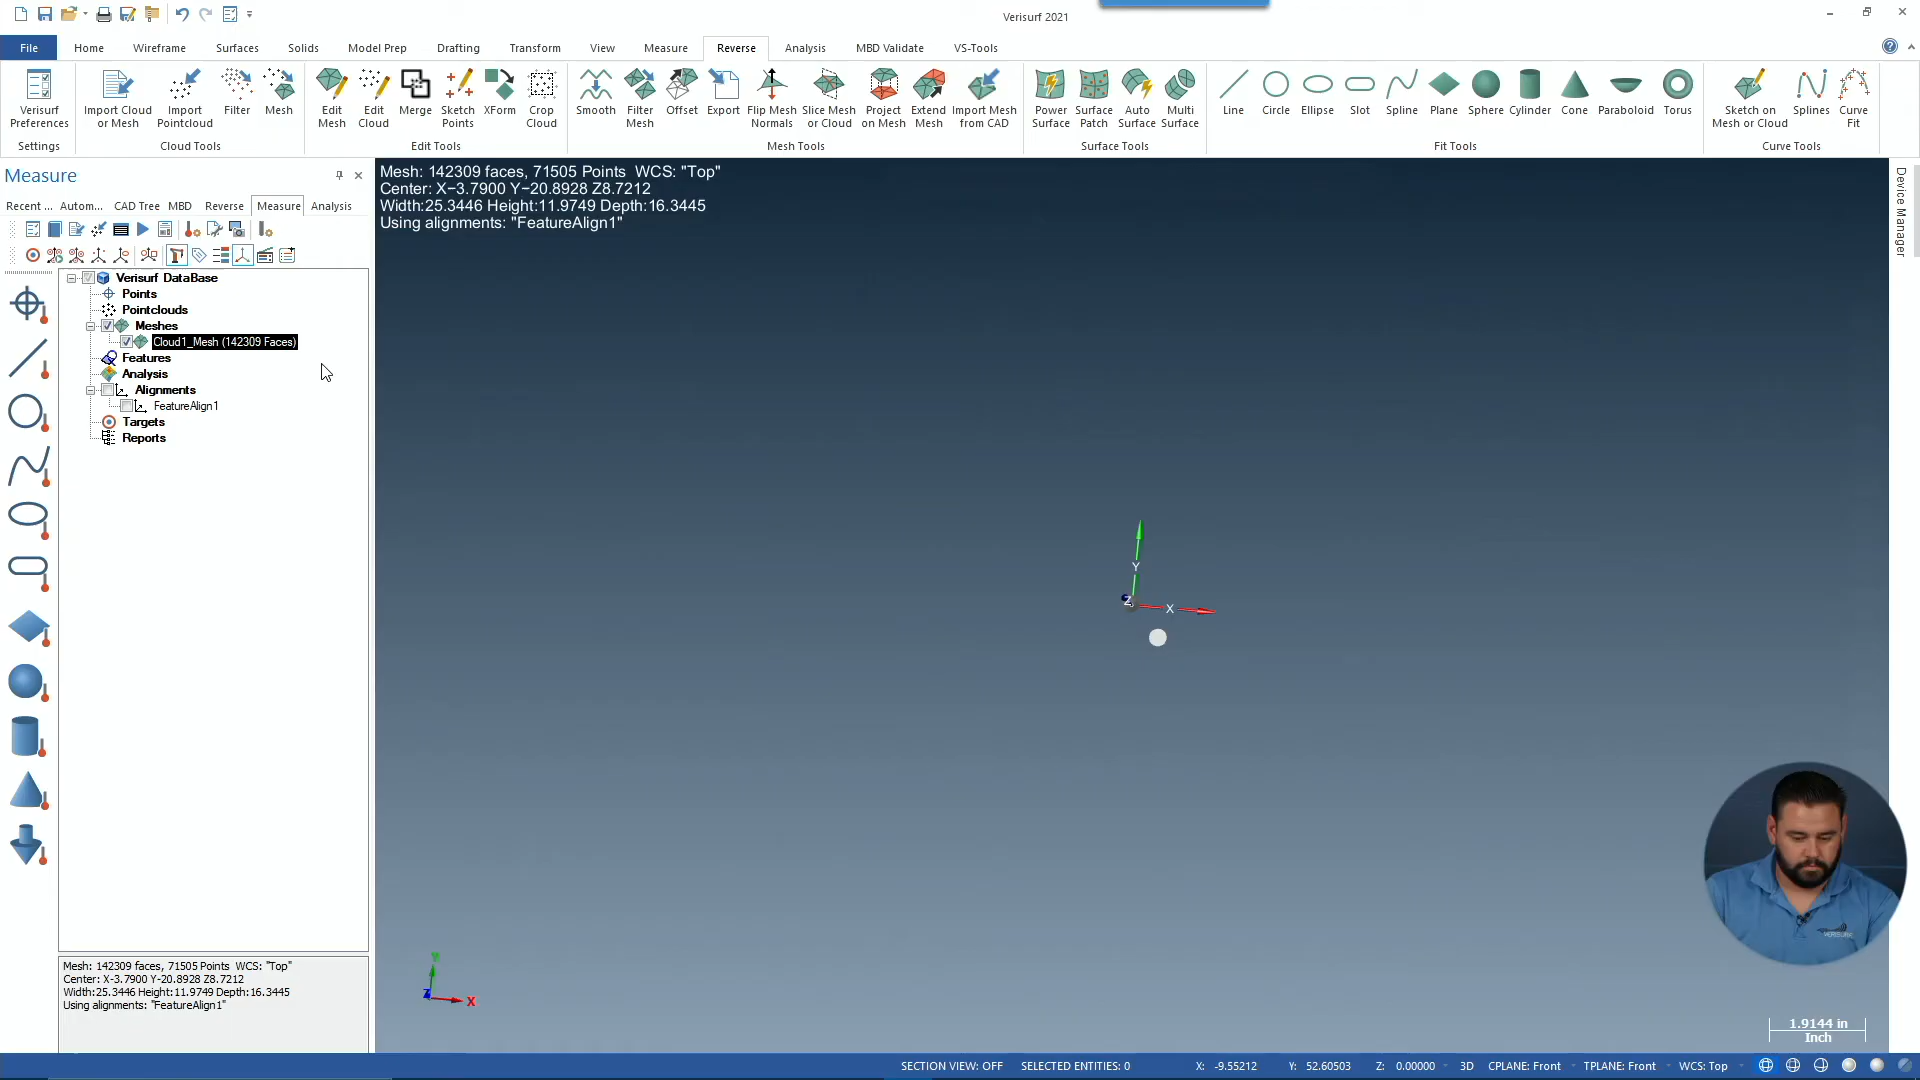 Verisurf 2021
File Home Wireframe Surfaces Solids Model Prep Drafting Transform View Measure Reverse Analysis MBD Validate VS-Tools
Verisurf Preferences
Import Cloud or Mesh
Import Pointcloud
Filter
Mesh
Edit Mesh
Edit Cloud
Merge
Sketch Points
XForm
Crop Cloud
Smooth
Filter Mesh
Offset
Export
Flip Mesh Normals
Slice Mesh or Cloud
Project on Mesh
Extend Mesh
Import Mesh from CAD
Power Surface
Surface Patch
Auto Surface
Multi Surface
Line
Circle
Ellipse
Slot
Spline
Plane
Sphere
Cylinder
Cone
Paraboloid
Torus
Sketch on Mesh or Cloud
Splines
Curve Fit
Settings Cloud Tools Edit Tools Mesh Tools Surface Tools Fit Tools Curve Tools
Measure
Recent ... Autom... CAD Tree MBD Reverse Measure Analysis
Verisurf DataBase
Points
Pointclouds
Meshes
Cloud1_Mesh (142309 Faces)
Features
Analysis
Alignments
FeatureAlign1
Targets
Reports
Mesh: 142309 faces, 71505 Points WCS: "Top"
Center: X-3.7900 Y-20.8928 Z8.7212
Width:25.3446 Height:11.9749 Depth:16.3445
Using alignments: "FeatureAlign1"
Mesh: 142309 faces, 71505 Points WCS: "Top"
Center: X−3.7900 Y−20.8928 Z8.7212
Width:25.3446 Height:11.9749 Depth:16.3445
Using alignments: "FeatureAlign1"
Y
Z
X
Y
Z
X
Device Manager
VERISURF
1.9144 in
Inch
SECTION VIEW: OFF SELECTED ENTITIES: 0 X: -9.55212 Y: 52.60503 Z: 0.00000 3D CPLANE: Front TPLANE: Front WCS: Top